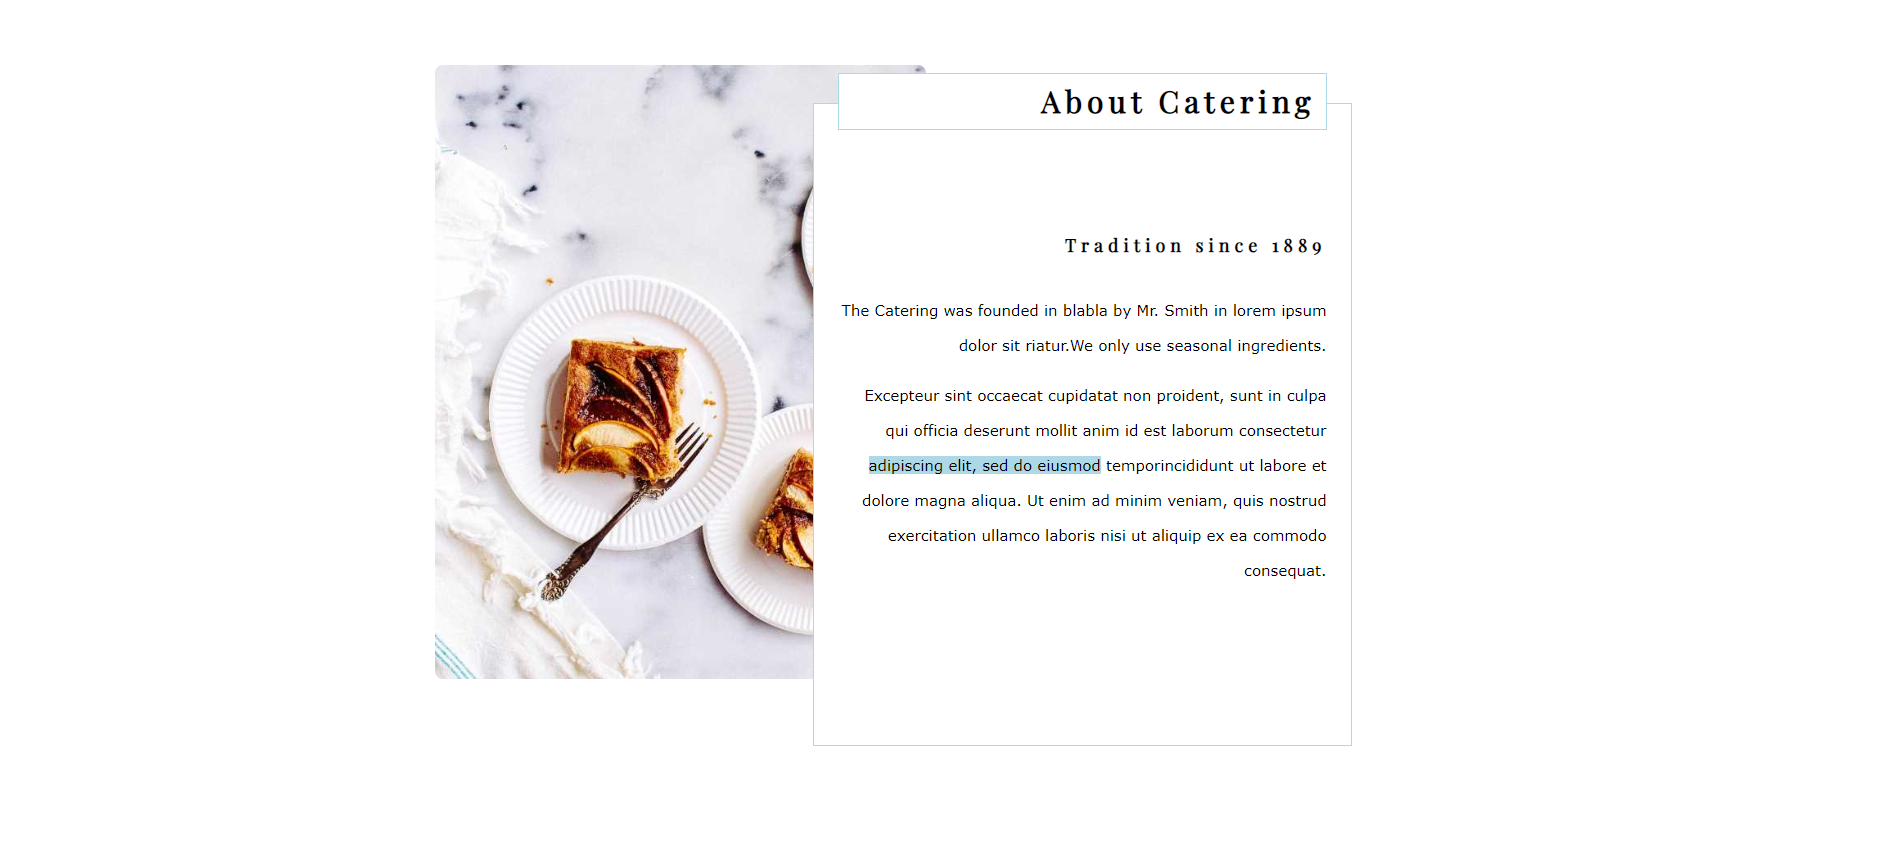 About Catering
Tradition since 1889
The Catering was founded in blabla by Mr. Smith in lorem ipsum
dolor sit riatur.We only use seasonal ingredients.
Excepteur sint occaecat cupidatat non proident, sunt in culpa
qui officia deserunt mollit anim id est laborum consectetur
adipiscing elit, sed do eiusmod temporincididunt ut labore et
dolore magna aliqua. Ut enim ad minim veniam, quis nostrud
exercitation ullamco laboris nisi ut aliquip ex ea commodo
consequat.